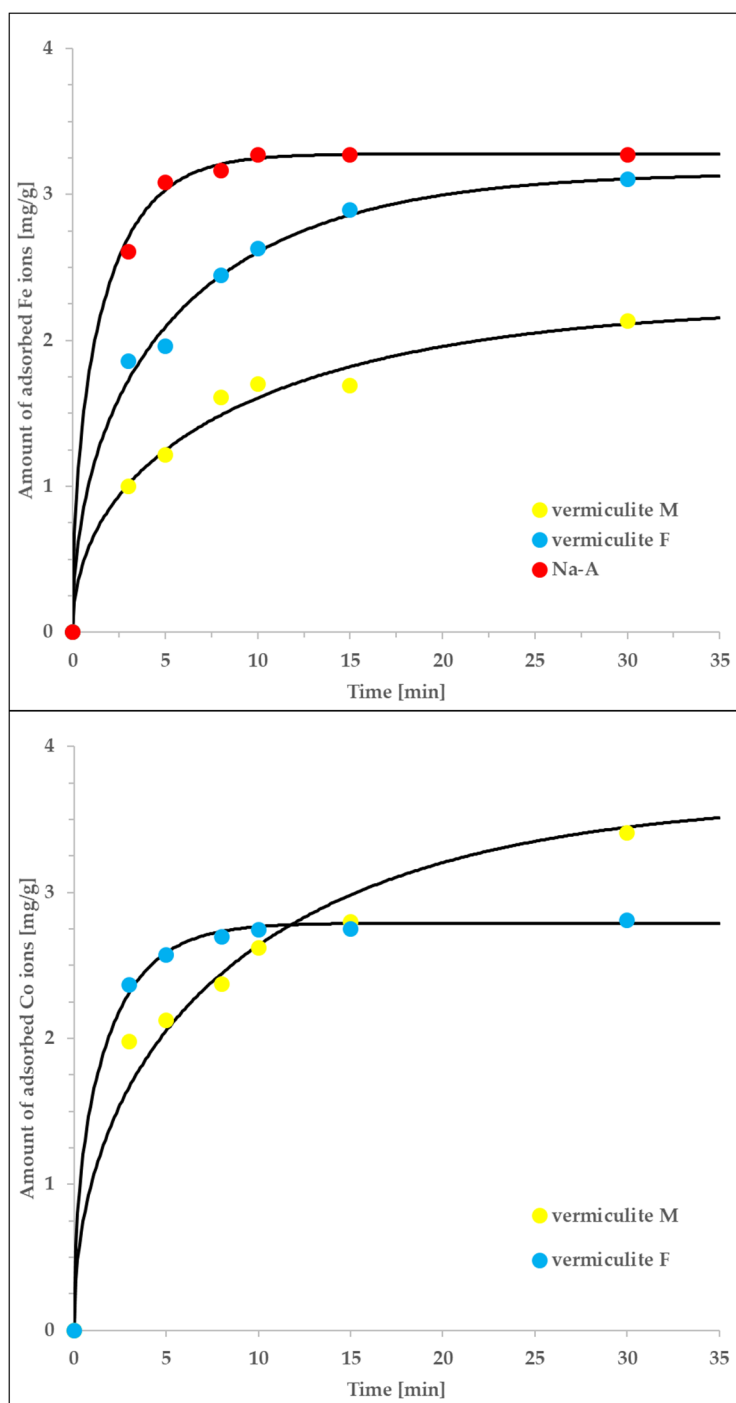 Amount of adsorbed Fe ions [mg/g]
4
3
2
1
0
vermiculite M
vermiculite F
Na-A
0 5 10 15 20 25 30 35
Time [min]
Amount of adsorbed Co ions [mg/g]
4
3
2
1
0
vermiculite M
vermiculite F
0 5 10 15 20 25 30 35
Time [min]